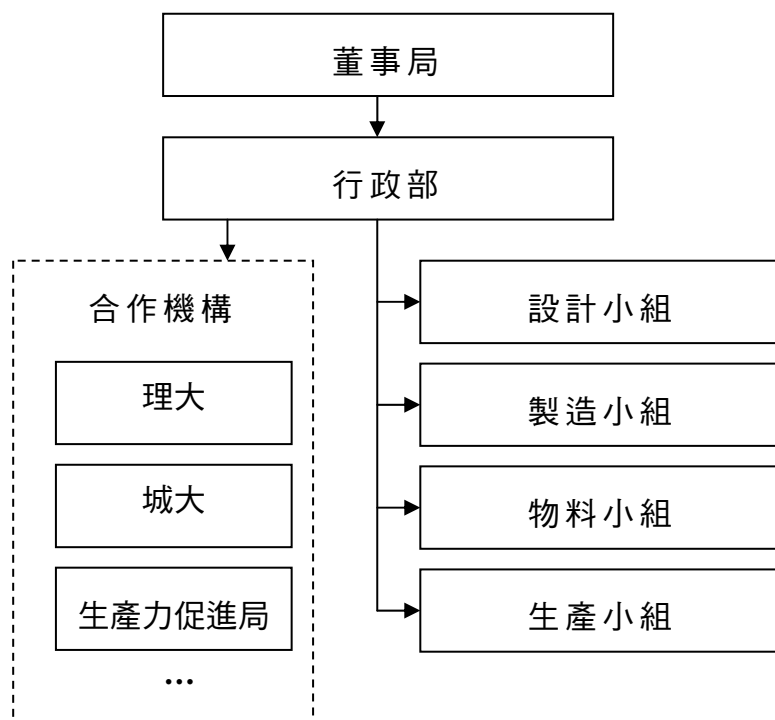 董事局
行政部
合作機構
理大
城大
生產力促進局
...
設計小組
製造小組
物料小組
生產小組